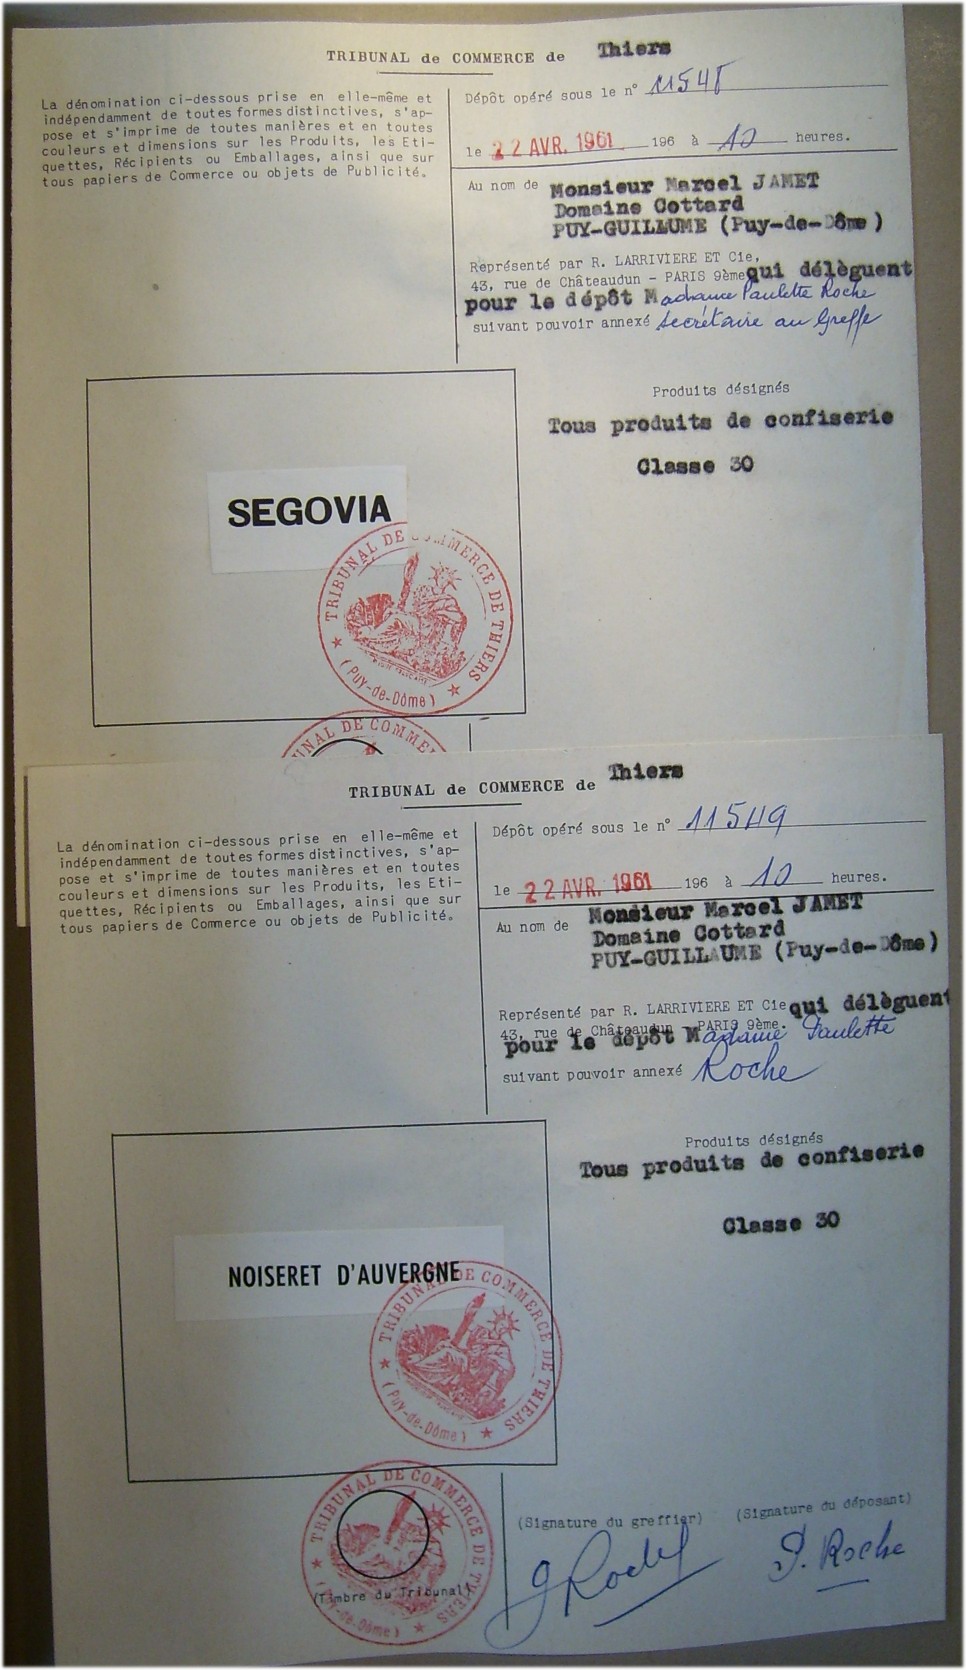 TRIBUNAL de COMMERCE de Thiers
La dénomination ci-dessous prise en elle-même et
indépendamment de toutes formes distinctives, s'ap-
pose et s'imprime de toutes manières et en toutes
couleurs et dimensions sur les Produits, les Eti-
quettes, Récipients ou Emballages, ainsi que sur
tous papiers de Commerce ou objets de Publicité.
Dépôt opéré sous le n° 11548
le 22 AVR. 1961 196 à 10 heures.
Au nom de Monsieur Marcel JAMET
Domaine Cottard
PUY-GUILLUME (Puy-de-Dôme)
Représenté par R. LARRIVIERE ET Cie,
43, rue de Châteaudun - PARIS 9ème qui délèguent
pour le dépôt Madame Paulette Roche
suivant pouvoir annexé Secrétaire au Greffe
Produits désignés
Tous produits de confiserie
Classe 30
SEGOVIA
TRIBUNAL DE COMMERCE DE THIERS
(Puy-de-Dôme)
NAL DE COMMER
TRIBUNAL de COMMERCE de Thiers
La dénomination ci-dessous prise en elle-même et
indépendamment de toutes formes distinctives, s'ap-
pose et s'imprime de toutes manières et en toutes
couleurs et dimensions sur les Produits, les Eti-
quettes, Récipients ou Emballages, ainsi que sur
tous papiers de Commerce ou objets de Publicité.
Dépôt opéré sous le n° 11549
le 22 AVR. 1961 196 à 10 heures.
Au nom de Monsieur Marcel JAMET
Domaine Cottard
PUY-GUILLAUME (Puy-de-Dôme)
Représenté par R. LARRIVIERE ET Cie qui délèguent
43, rue de Châteaudun - PARIS 9ème.
pour le dépôt Madame Paulette
suivant pouvoir annexé Roche
Produits désignés
Tous produits de confiserie
Classe 30
NOISERET D'AUVERGNE
TRIBUNAL DE COMMERCE DE THIERS
(Puy-de-Dôme)
TRIBUNAL DE COMMERCE DE THIERS
(Puy-de-Dôme)
(Timbre du Tribunal)
(Signature du greffier)
(Signature du déposant)
P. Roche